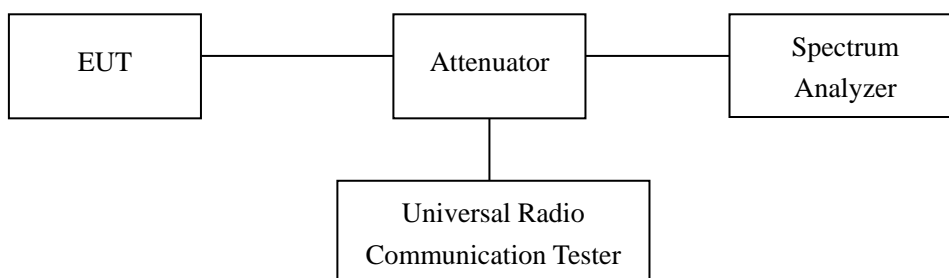 EUT
Attenuator
Spectrum
Analyzer
Universal Radio
Communication Tester